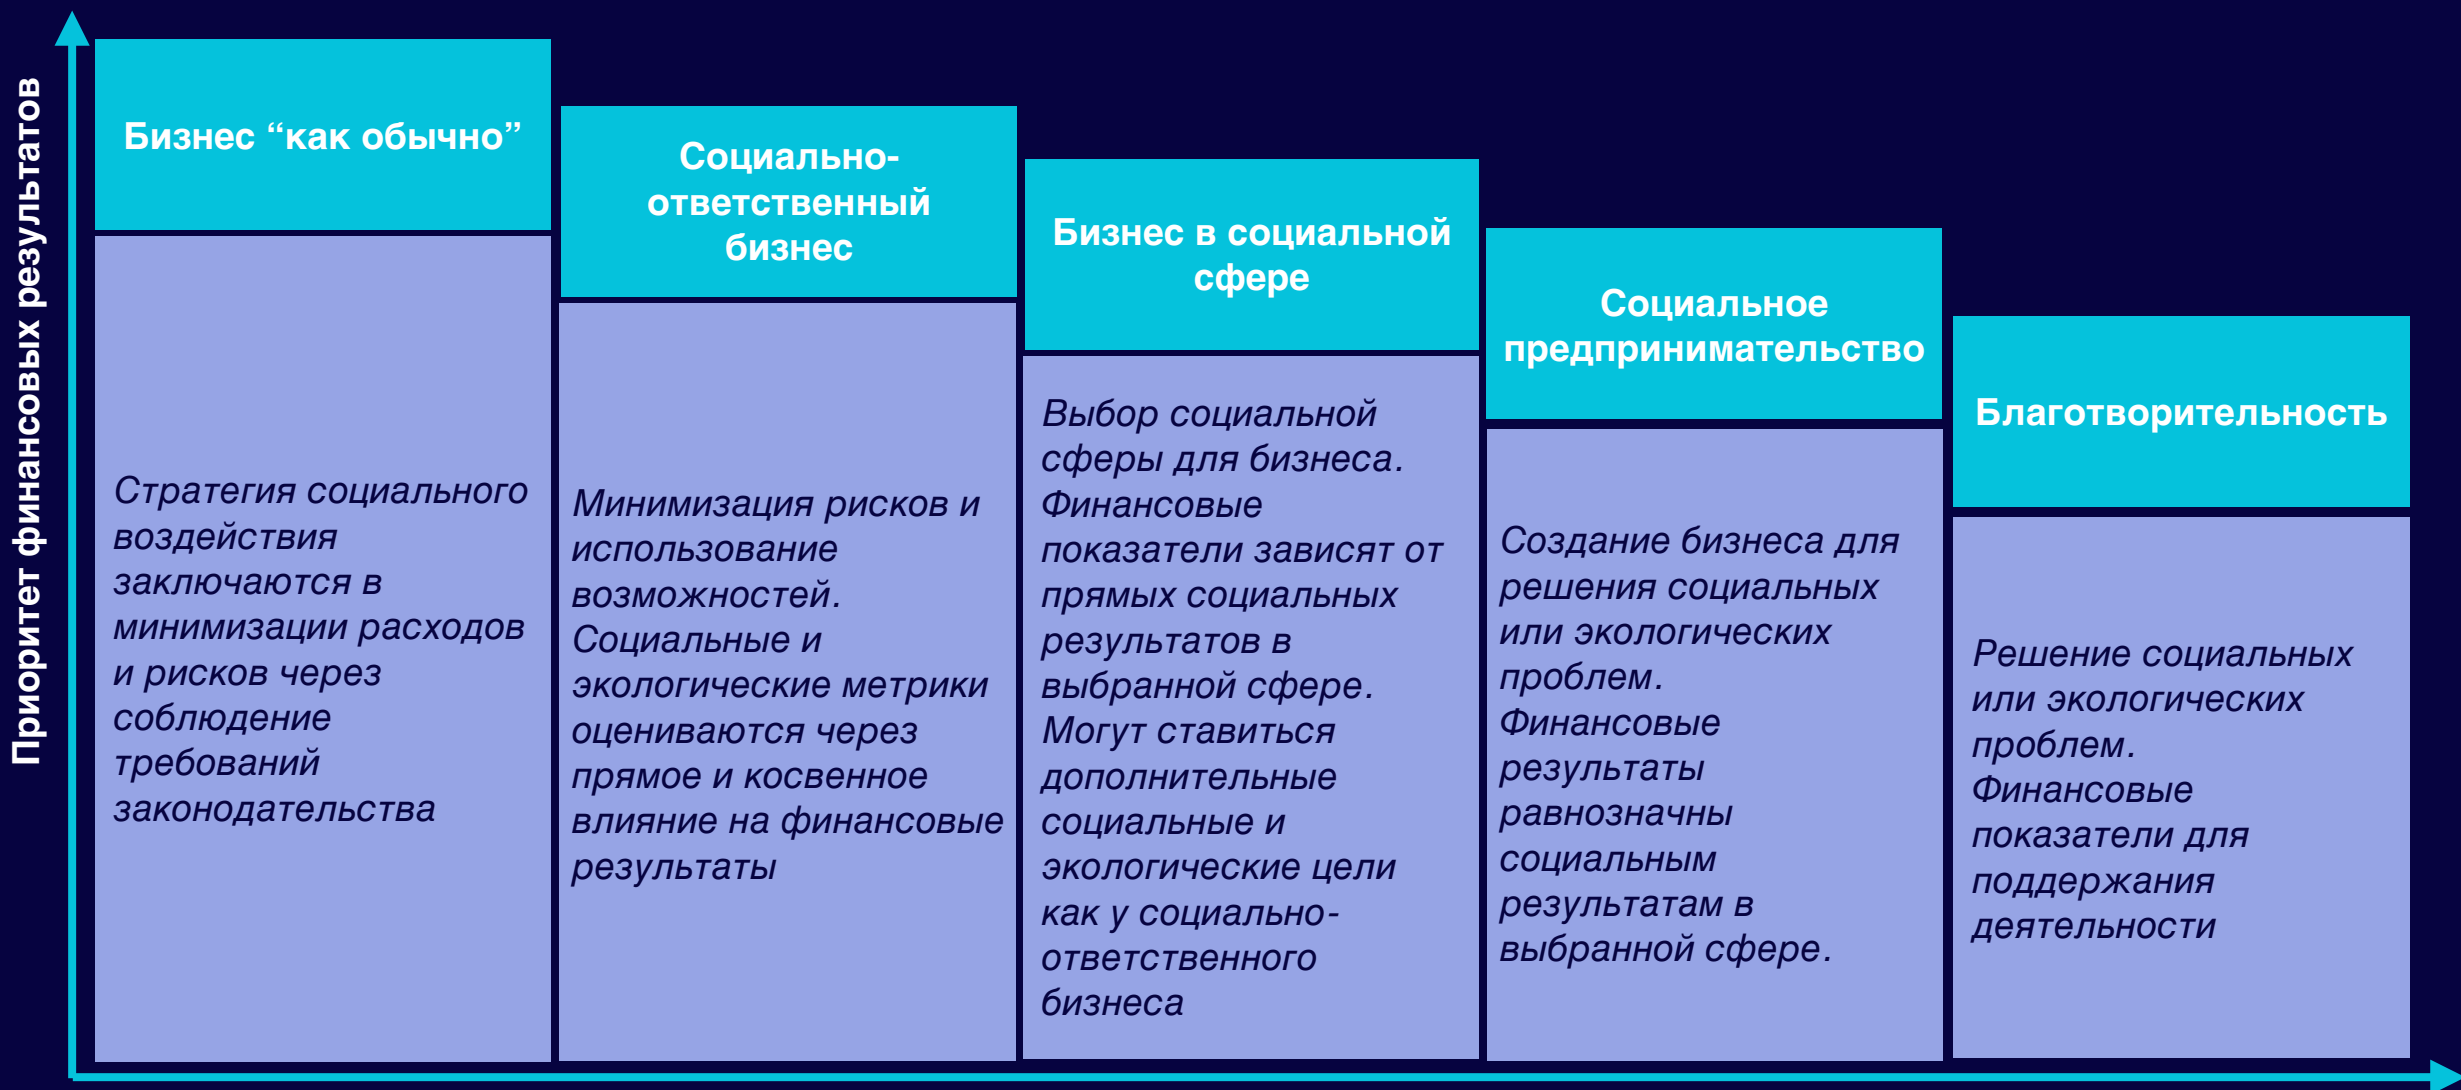 Приоритет финансовых результатов
Бизнес “как обычно”
Стратегия социального
воздействия
заключаются в
минимизации расходов
и рисков через
соблюдение
требований
законодательства
Социально-
ответственный
бизнес
Минимизация рисков и
использование
возможностей.
Социальные и
экологические метрики
оцениваются через
прямое и косвенное
влияние на финансовые
результаты
Бизнес в социальной
сфере
Выбор социальной
сферы для бизнеса.
Финансовые
показатели зависят от
прямых социальных
результатов в
выбранной сфере.
Могут ставиться
дополнительные
социальные и
экологические цели
как у социально-
ответственного
бизнеса
Социальное
предпринимательство
Создание бизнеса для
решения социальных
или экологических
проблем.
Финансовые
результаты
равнозначны
социальным
результатам в
выбранной сфере.
Благотворительность
Решение социальных
или экологических
проблем.
Финансовые
показатели для
поддержания
деятельности